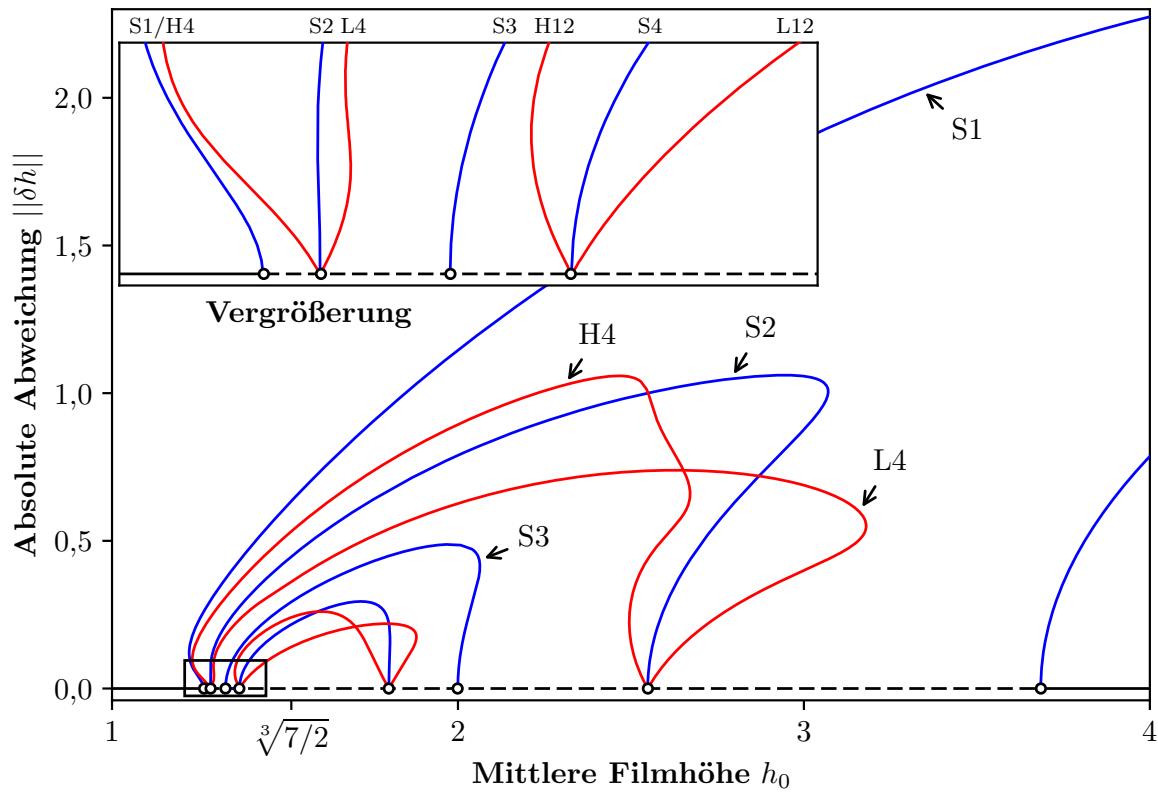 S1/H4 S2 L4 S3 H12 S4 L12
2,0
S1
1,5
Vergrößerung
H4 S2
1,0
L4
0,5
S3
0,0
1 ∛7/2 2 3 4
Mittlere Filmhöhe h₀
Absolute Abweichung ||δh||